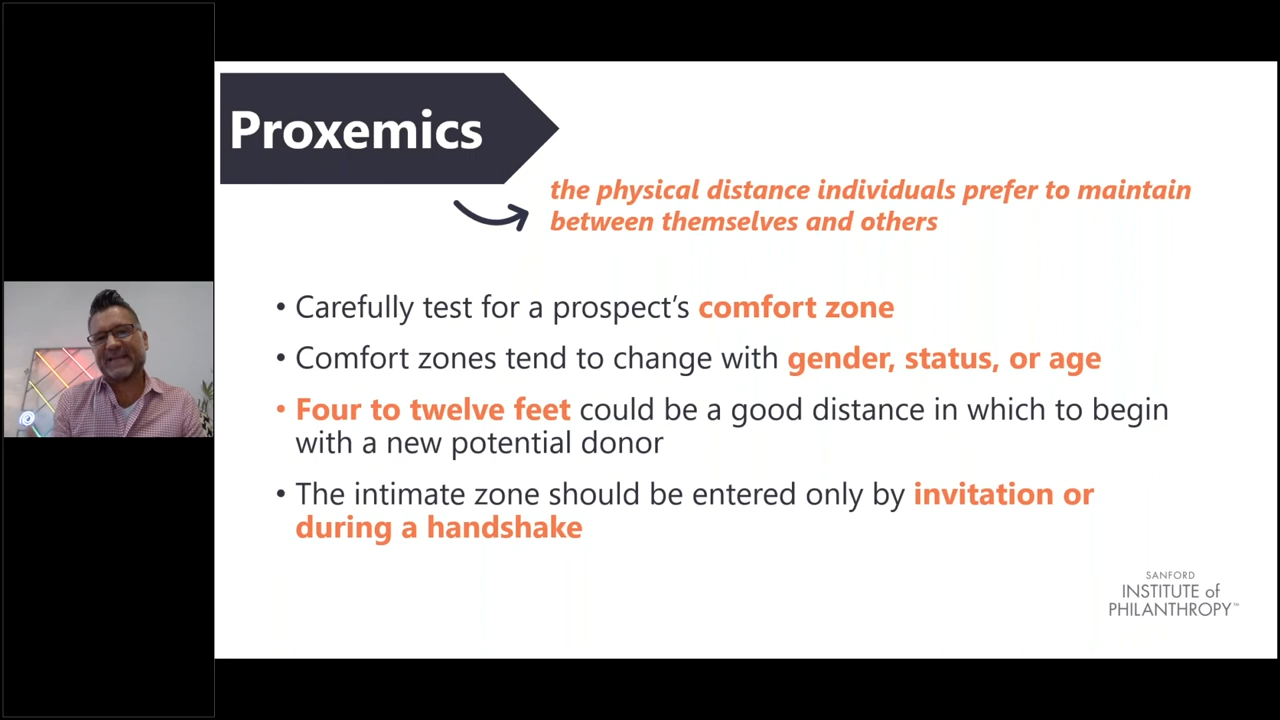 Proxemics
the physical distance individuals prefer to maintain
between themselves and others
• Carefully test for a prospect's comfort zone
• Comfort zones tend to change with gender, status, or age
• Four to twelve feet could be a good distance in which to begin
with a new potential donor
• The intimate zone should be entered only by invitation or
during a handshake
SANFORD
INSTITUTE of
PHILANTHROPY™